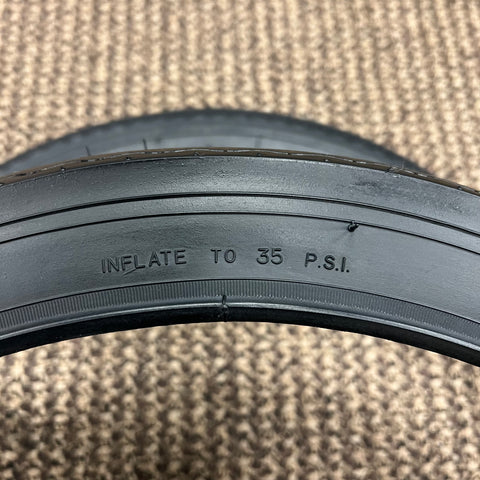 INFLATE TO 35 P.S.I.